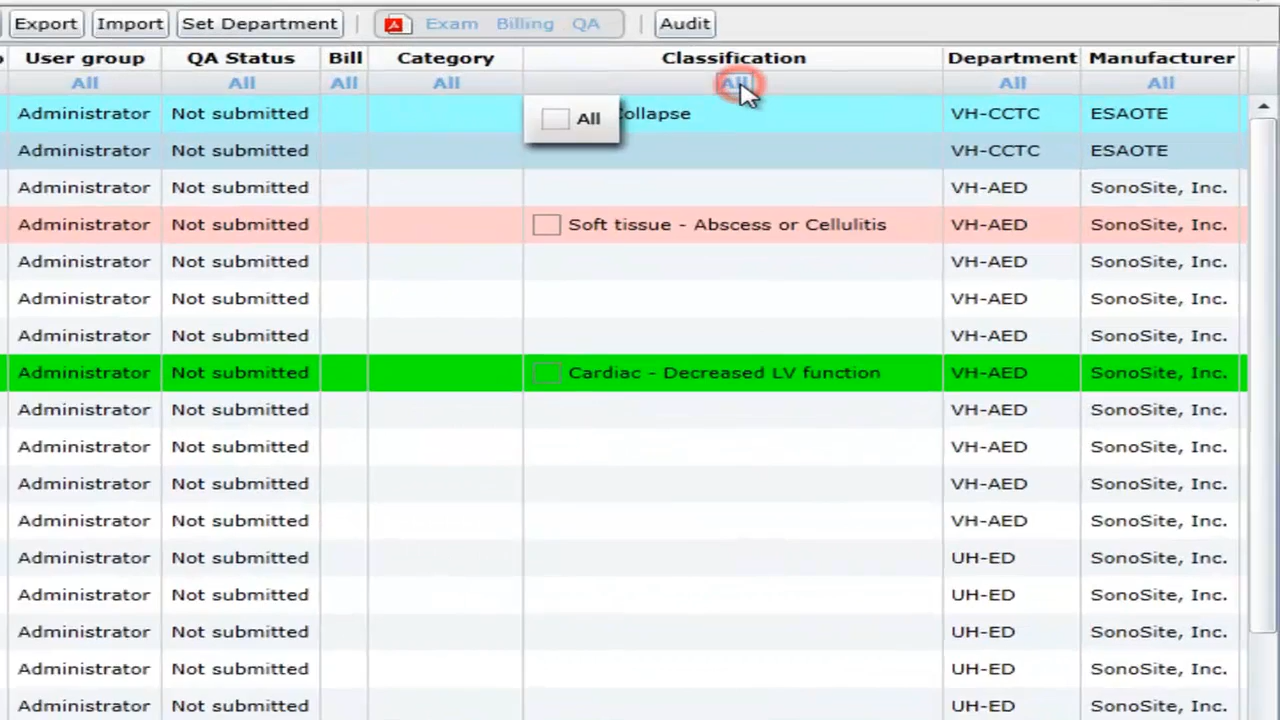 Export Import Set Department Exam Billing QA Audit
User group QA Status Bill Category Classification Department Manufacturer
All All All All All All All
Administrator Not submitted All ollapse VH-CCTC ESAOTE
Administrator Not submitted VH-CCTC ESAOTE
Administrator Not submitted VH-AED SonoSite, Inc.
Administrator Not submitted Soft tissue - Abscess or Cellulitis VH-AED SonoSite, Inc.
Administrator Not submitted VH-AED SonoSite, Inc.
Administrator Not submitted VH-AED SonoSite, Inc.
Administrator Not submitted VH-AED SonoSite, Inc.
Administrator Not submitted Cardiac - Decreased LV function VH-AED SonoSite, Inc.
Administrator Not submitted VH-AED SonoSite, Inc.
Administrator Not submitted VH-AED SonoSite, Inc.
Administrator Not submitted VH-AED SonoSite, Inc.
Administrator Not submitted VH-AED SonoSite, Inc.
Administrator Not submitted UH-ED SonoSite, Inc.
Administrator Not submitted UH-ED SonoSite, Inc.
Administrator Not submitted UH-ED SonoSite, Inc.
Administrator Not submitted UH-ED SonoSite, Inc.
Administrator Not submitted UH-ED SonoSite, Inc.